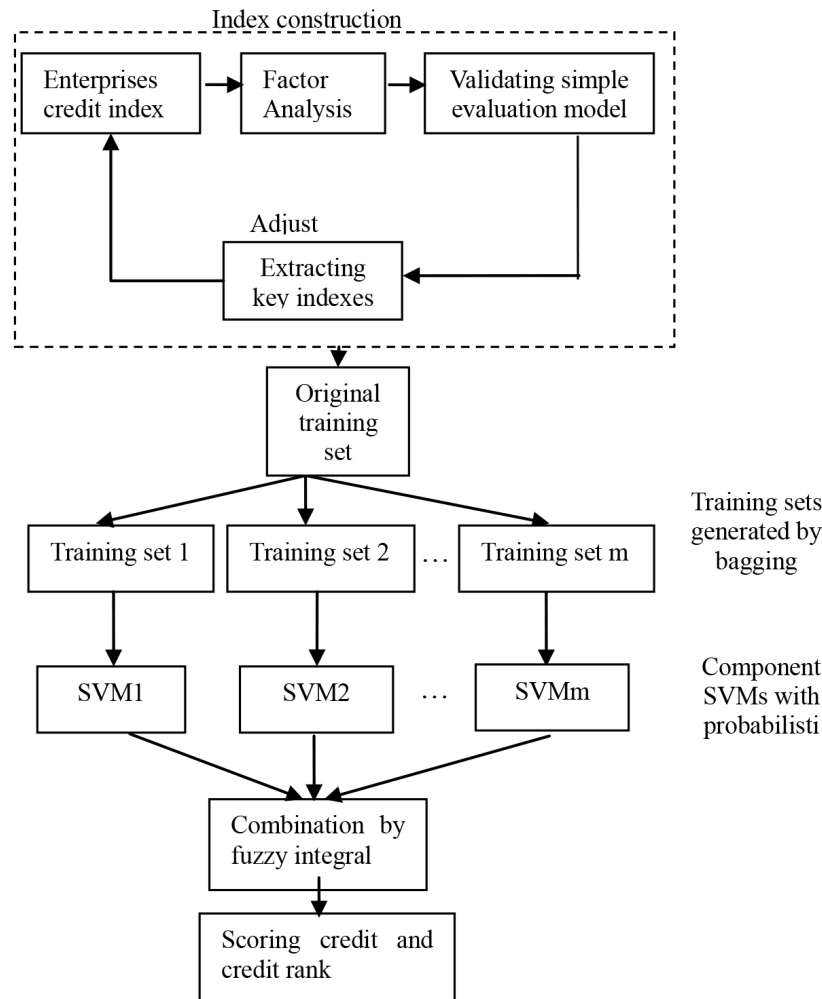 Index construction
Enterprises
credit index
Factor
Analysis
Validating simple
evaluation model
Adjust
Extracting
key indexes
Original
training
set
Training sets
generated by
bagging
Training set 1
Training set 2
...
Training set m
Component
SVMs with
probabilisti
SVM1
SVM2
...
SVMm
Combination by
fuzzy integral
Scoring credit and
credit rank